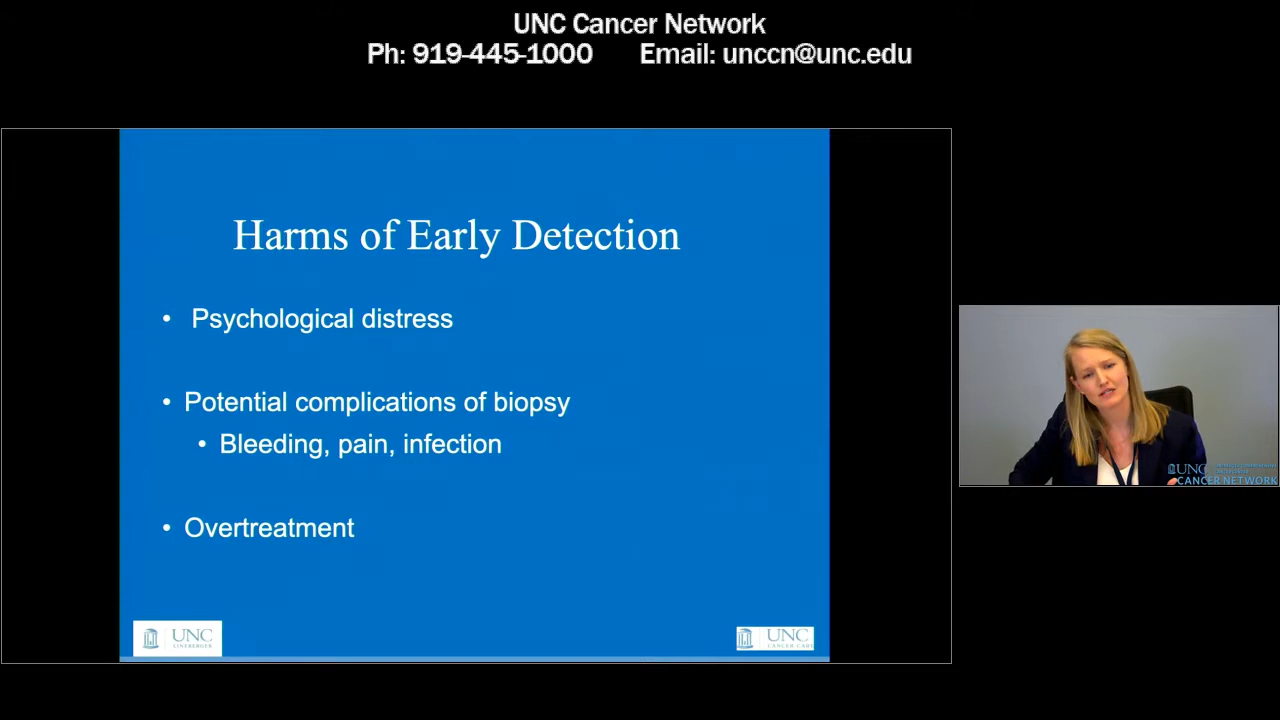 UNC Cancer Network
Ph: 919-445-1000 Email: unccn@unc.edu
Harms of Early Detection
• Psychological distress
• Potential complications of biopsy
• Bleeding, pain, infection
• Overtreatment
UNC
LINEBERGER
UNC
CANCER CARE
UNC
CANCER NETWORK